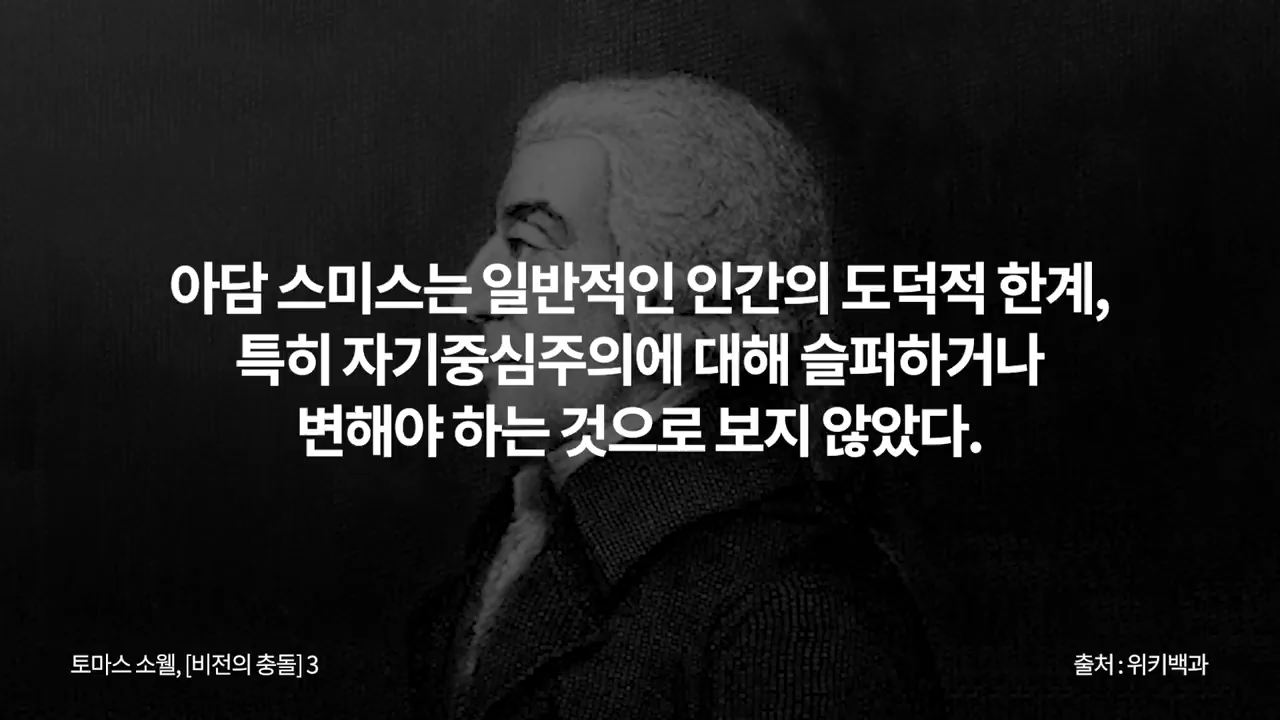 아담 스미스는 일반적인 인간의 도덕적 한계,
특히 자기중심주의에 대해 슬퍼하거나
변해야 하는 것으로 보지 않았다.
토마스 소웰, [비전의 충돌] 3
출처 : 위키백과